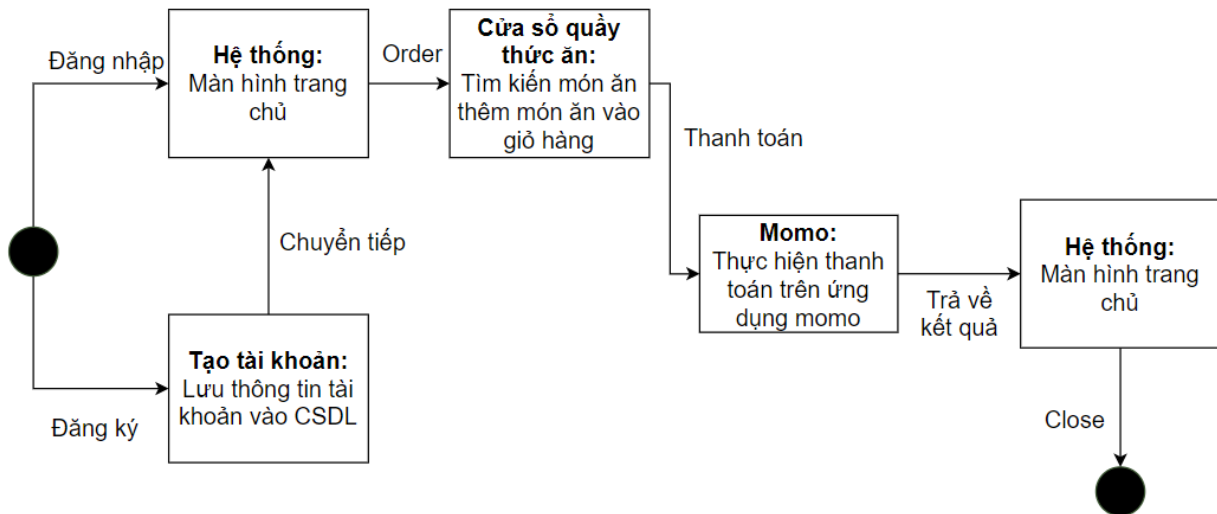 Đăng nhập
Hệ thống:
Màn hình trang
chủ
Order
Cửa sổ quầy
thức ăn:
Tìm kiến món ăn
thêm món ăn vào
giỏ hàng
Thanh toán
Chuyển tiếp
Momo:
Thực hiện thanh
toán trên ứng
dụng momo
Trả về
kết quả
Hệ thống:
Màn hình trang
chủ
Tạo tài khoản:
Lưu thông tin tài
khoản vào CSDL
Đăng ký
Close